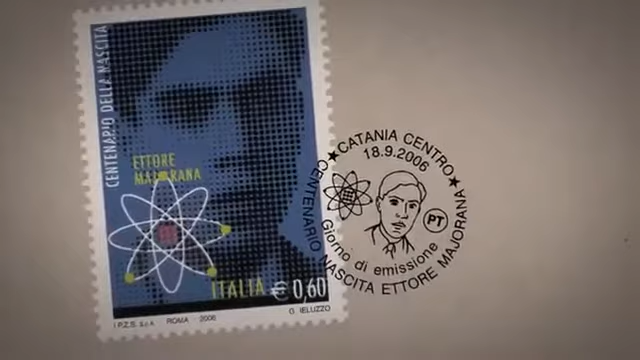 CENTENARIO DELLA NASCITA
ETTORE
MAJORANA
ITALIA € 0,60
I.P.Z.S. S.p.A. ROMA 2006 G. IELUZZO
★CATANIA CENTRO★
18.9.2006
PT
Giorno di emissione
CENTENARIO NASCITA ETTORE MAJORANA